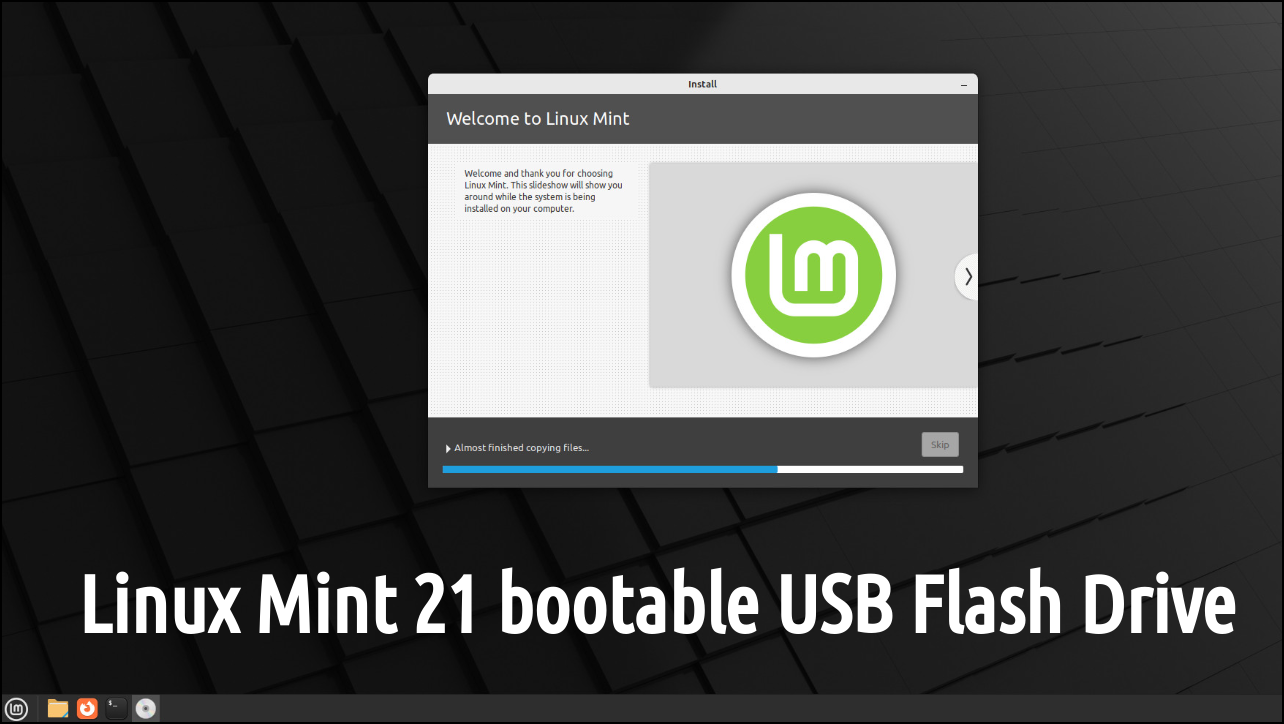 Install
Welcome to Linux Mint
Welcome and thank you for choosing
Linux Mint. This slideshow will show you
around while the system is being
installed on your computer.
lm
Almost finished copying files...
Skip
Linux Mint 21 bootable USB Flash Drive
lm
$_